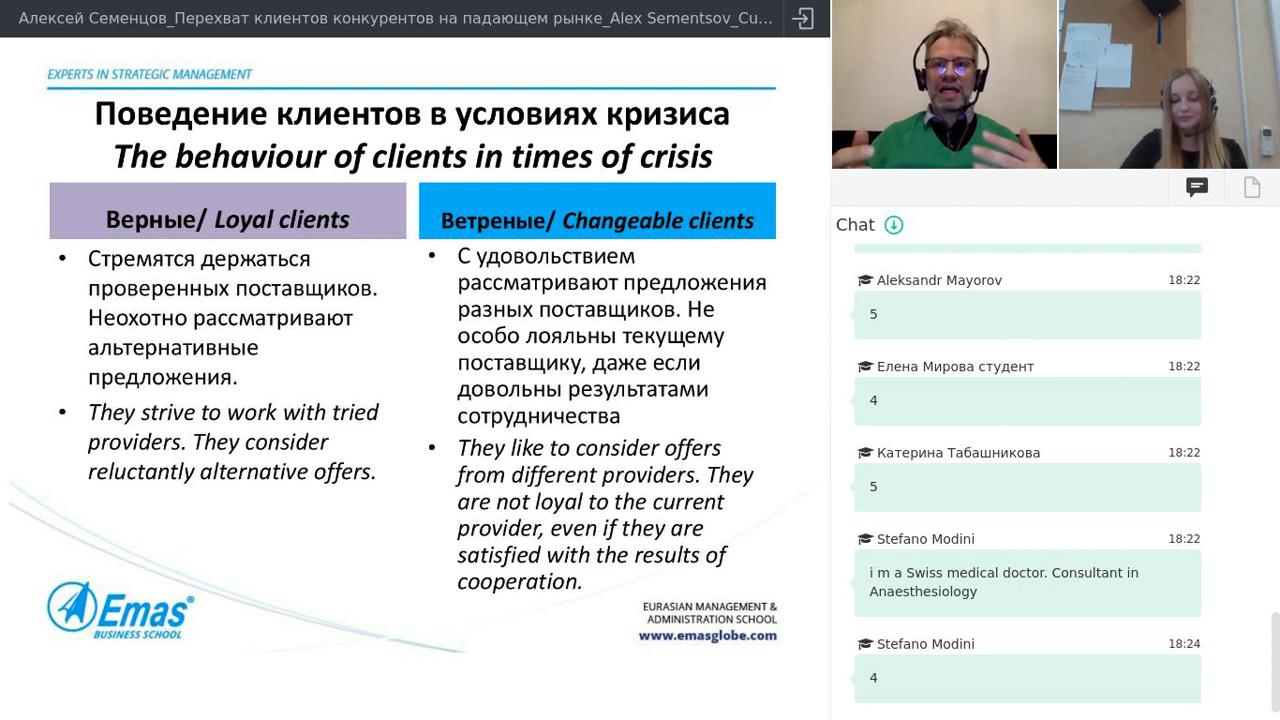 Алексей Семенцов_Перехват клиентов конкурентов на падающем рынке_Alex Sementsov_Cu...
EXPERTS IN STRATEGIC MANAGEMENT
Поведение клиентов в условиях кризиса
The behaviour of clients in times of crisis
Верные/ Loyal clients
• Стремятся держаться
проверенных поставщиков.
Неохотно рассматривают
альтернативные
предложения.
• They strive to work with tried
providers. They consider
reluctantly alternative offers.
Ветреные/ Changeable clients
• С удовольствием
рассматривают предложения
разных поставщиков. Не
особо лояльны текущему
поставщику, даже если
довольны результатами
сотрудничества
• They like to consider offers
from different providers. They
are not loyal to the current
provider, even if they are
satisfied with the results of
cooperation.
Emas®
BUSINESS SCHOOL
EURASIAN MANAGEMENT &
ADMINISTRATION SCHOOL
www.emasglobe.com
Chat
Aleksandr Mayorov 18:22
5
Елена Мирова студент 18:22
4
Катерина Табашникова 18:22
5
Stefano Modini 18:22
i m a Swiss medical doctor. Consultant in
Anaesthesiology
Stefano Modini 18:24
4